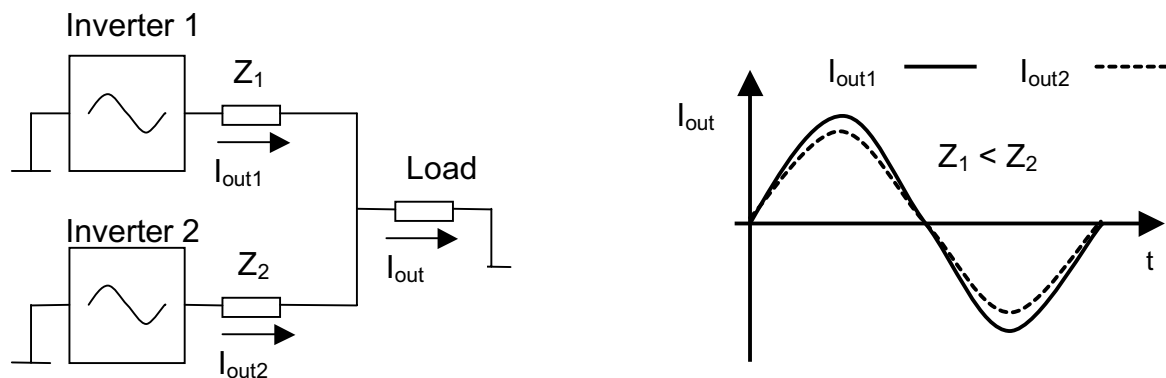 Inverter 1
Z1
Iout1
Load
Inverter 2
Z2
Iout
Iout2
Iout1
Iout2
Iout
Z1 < Z2
t